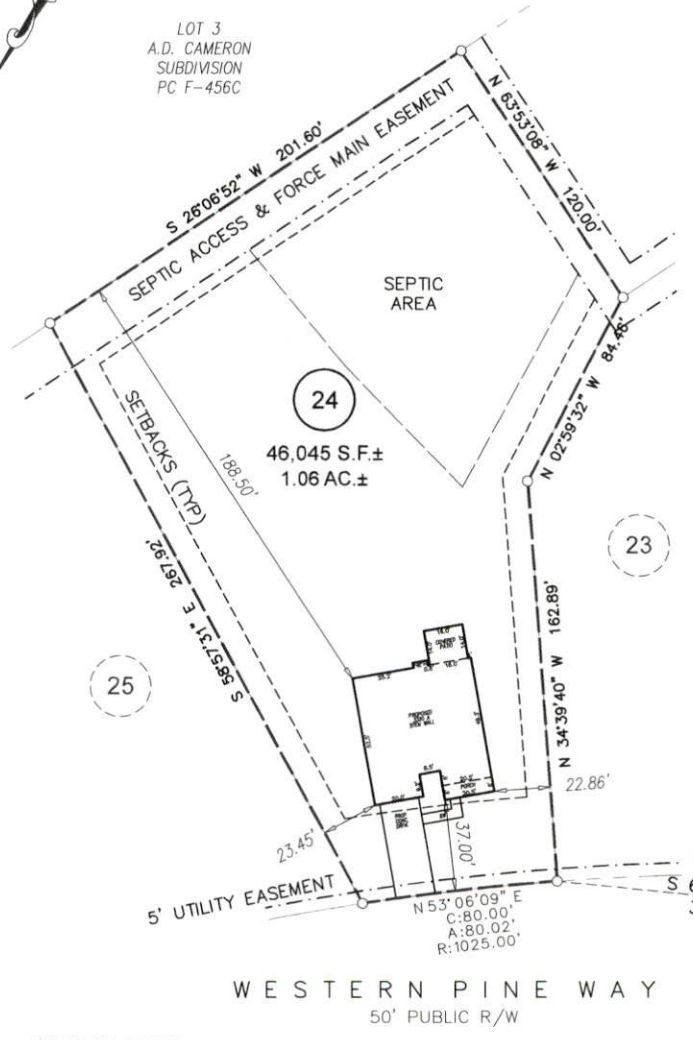 LOT 3
A.D. CAMERON
SUBDIVISION
PC F-456C
S 26°06'52" W 201.60'
SEPTIC ACCESS & FORCE MAIN EASEMENT
N 63°53'08" W 120.00'
SEPTIC
AREA
N 02°59'32" W 84.46'
24
46,045 S.F.±
1.06 AC.±
SETBACKS (TYP)
188.50'
23
S 58°57'31" E 267.92'
25
N 34°39'40" W 162.89'
PROPOSED
PORCH
22.86'
23.45'
37.00'
5' UTILITY EASEMENT
N 53°06'09" E
C:80.00'
A:80.02'
R:1025.00'
WESTERN PINE WAY
50' PUBLIC R/W